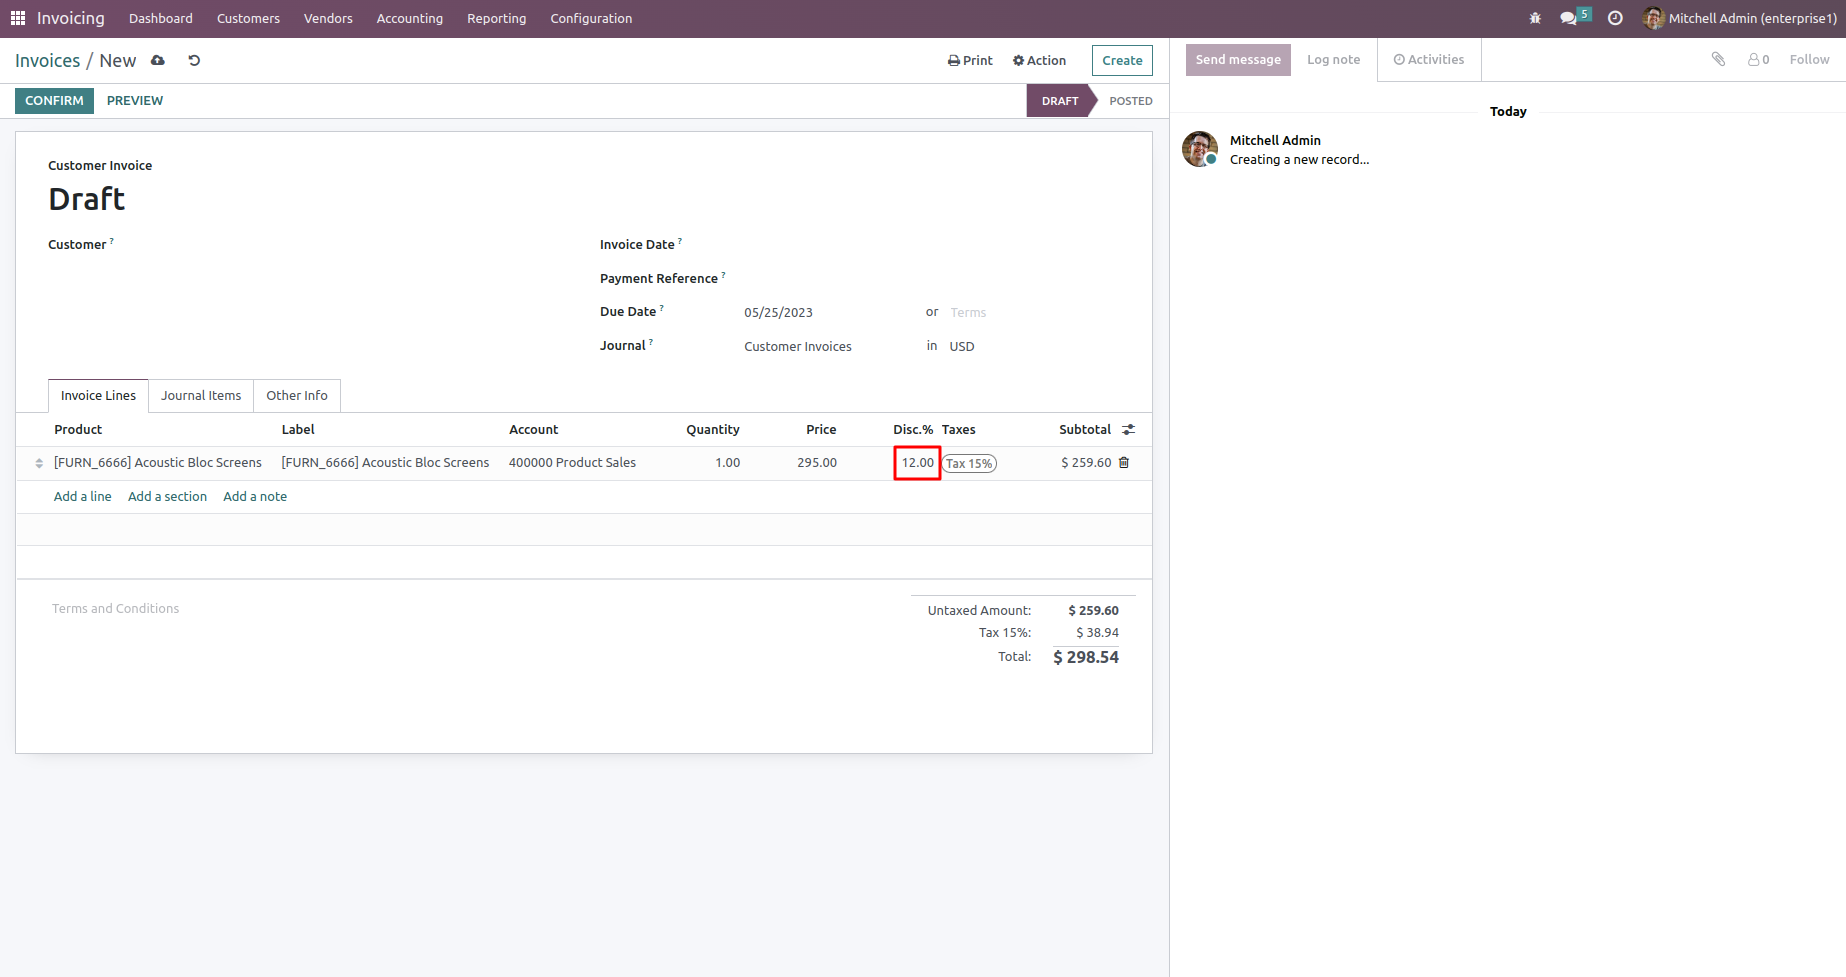 Invoicing Dashboard Customers Vendors Accounting Reporting Configuration 5 Mitchell Admin (enterprise1)
Invoices / New Print Action Create Send message Log note Activities 0 Follow
CONFIRM PREVIEW DRAFT POSTED
Today
Mitchell Admin
Creating a new record...
Customer Invoice
Draft
Customer ? Invoice Date ?
Payment Reference ?
Due Date ? 05/25/2023 or Terms
Journal ? Customer Invoices in USD
Invoice Lines Journal Items Other Info
Product Label Account Quantity Price Disc.% Taxes Subtotal
[FURN_6666] Acoustic Bloc Screens [FURN_6666] Acoustic Bloc Screens 400000 Product Sales 1.00 295.00 12.00 Tax 15% $ 259.60
Add a line Add a section Add a note
Terms and Conditions Untaxed Amount: $ 259.60
Tax 15%: $ 38.94
Total: $ 298.54